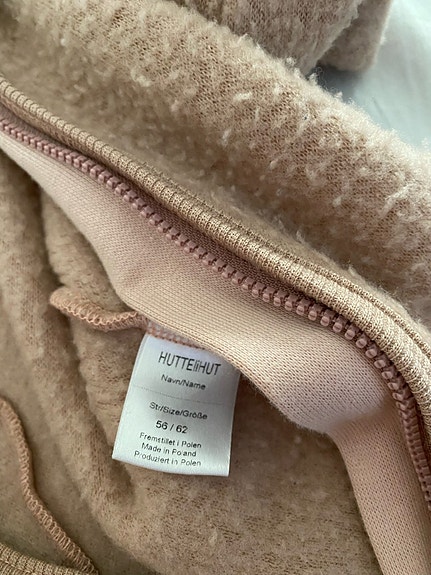 HUTTEliHUT
Navn/Name
Str/Size/Größe
56 / 62
Fremstillet i Polen
Made in Poland
produziert in Polen